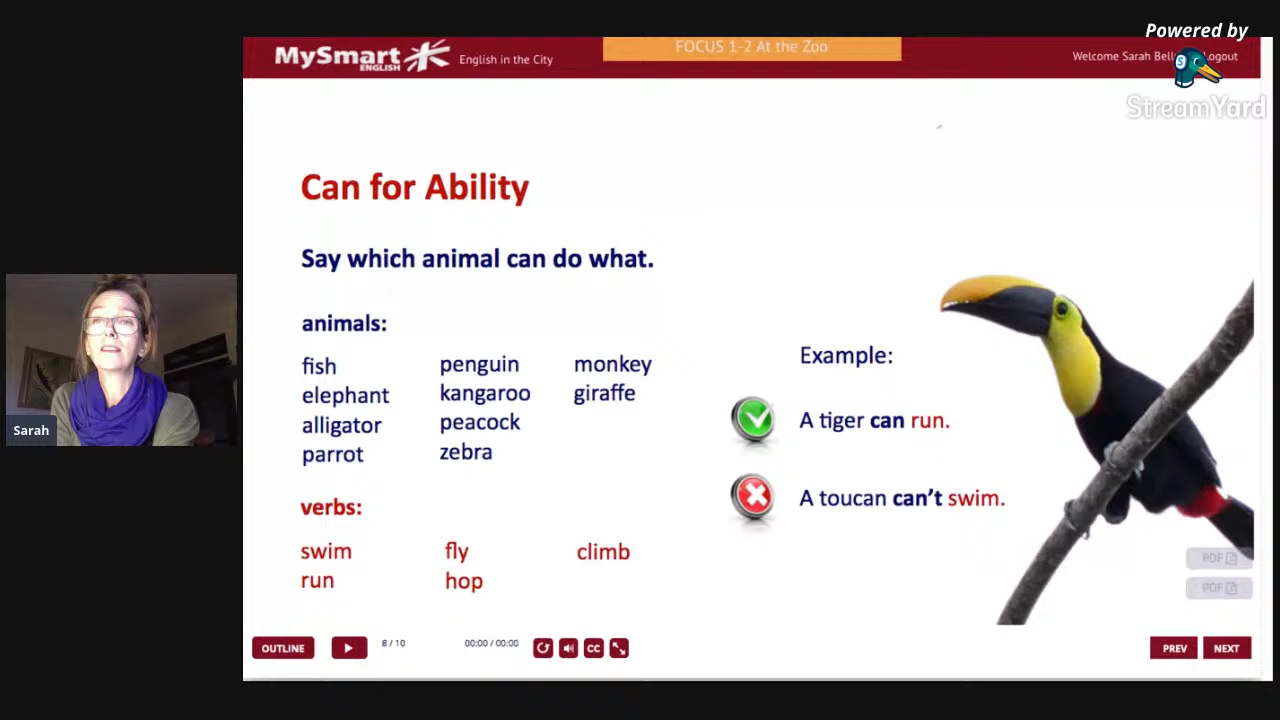 Powered by
StreamYard
MySmart
ENGLISH
English in the City
FOCUS 1-2 At the Zoo
Welcome Sarah
Logout
Can for Ability
Say which animal can do what.
animals:
fish penguin monkey
elephant kangaroo giraffe
alligator peacock
parrot zebra
verbs:
swim fly climb
run hop
Example:
A tiger can run.
A toucan can't swim.
PDF
PDF
Sarah
OUTLINE
8 / 10
00:00 / 00:00
CC
PREV
NEXT